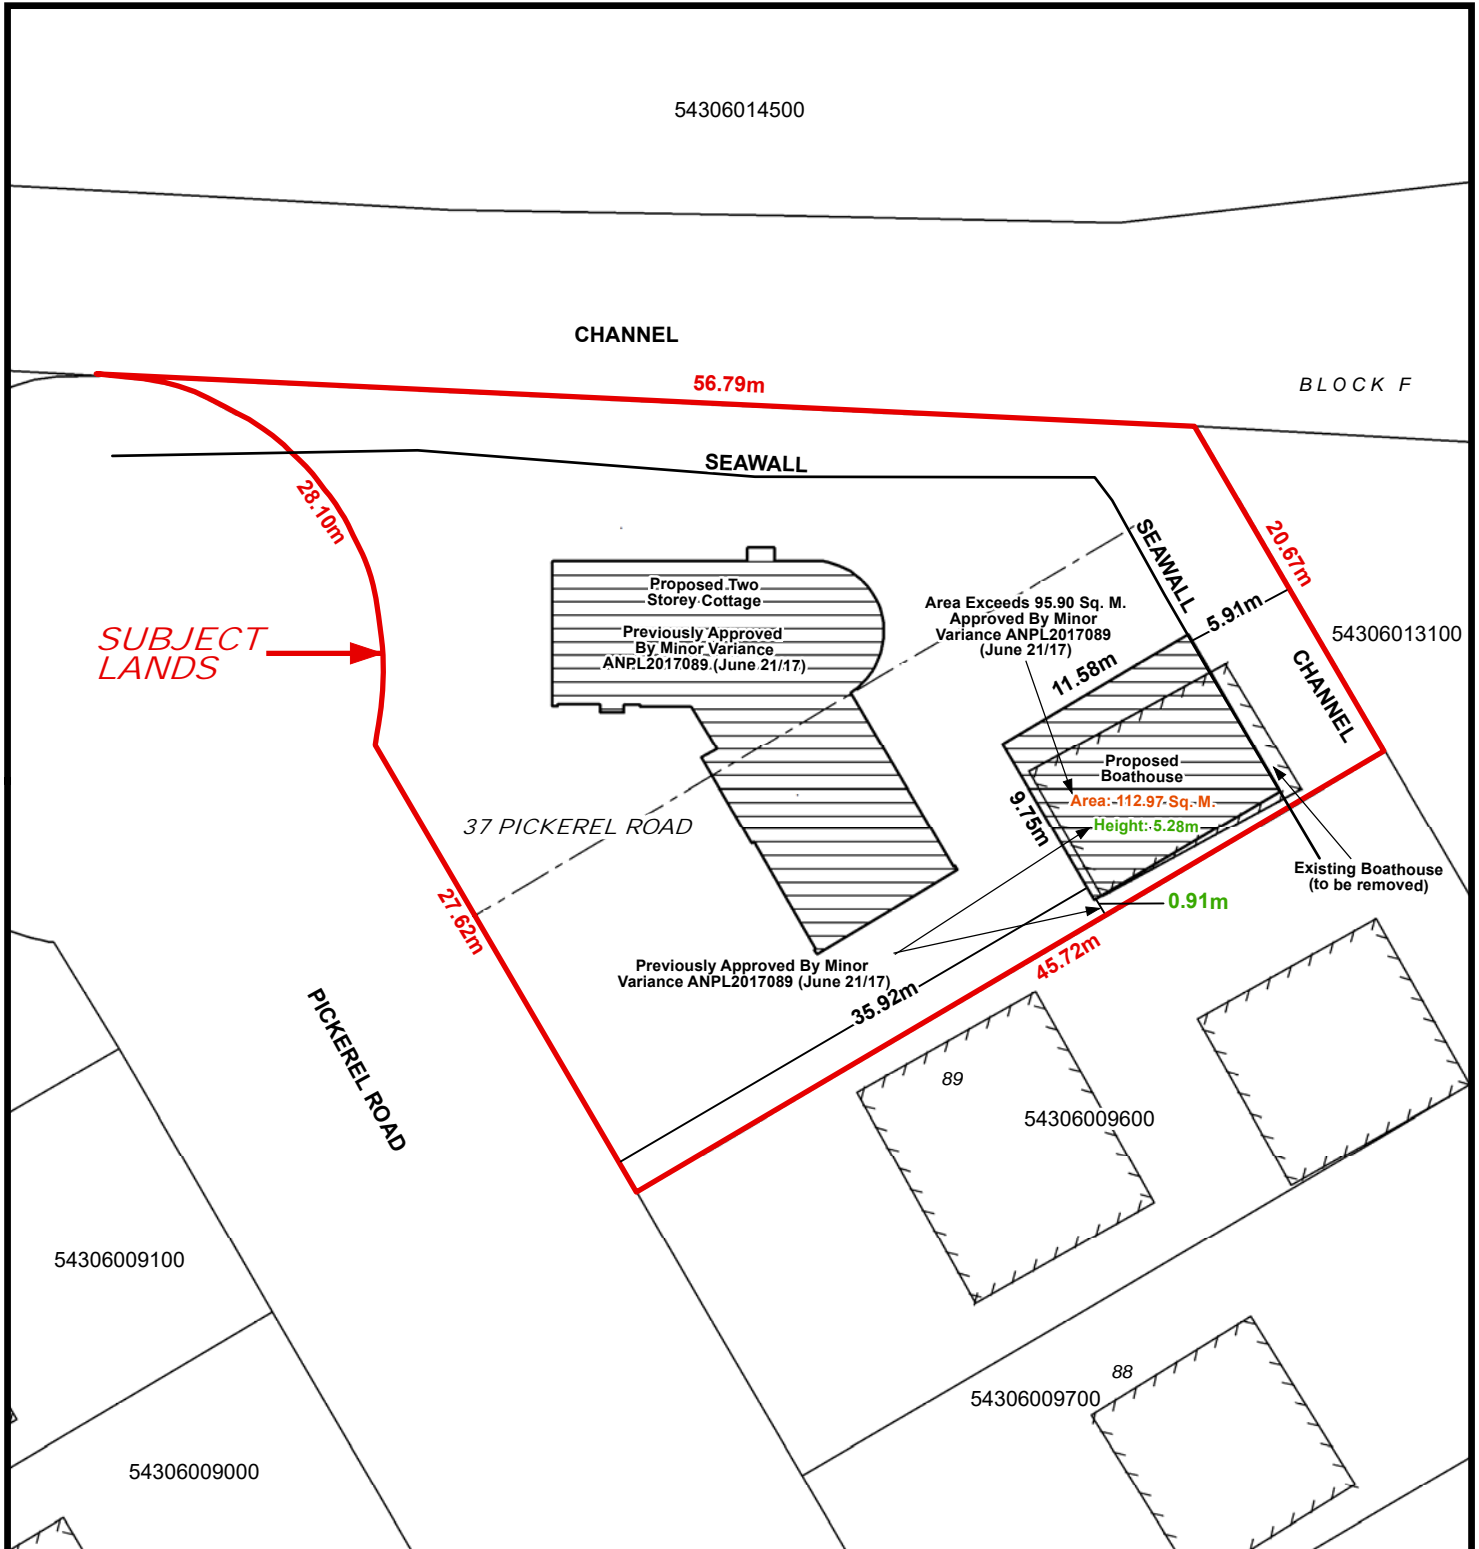 54306014500
CHANNEL
56.79m
BLOCK F
SEAWALL
28.10m
SEAWALL
20.67m
Proposed Two
Storey Cottage
Previously Approved
By Minor Variance
ANPL2017089 (June 21/17)
Area Exceeds 95.90 Sq. M.
Approved By Minor
Variance ANPL2017089
(June 21/17)
5.91m
54306013100
SUBJECT
LANDS
11.58m
CHANNEL
Proposed
Boathouse
Area: 112.97 Sq. M.
Height: 5.28m
9.75m
37 PICKEREL ROAD
Existing Boathouse
(to be removed)
0.91m
27.62m
45.72m
Previously Approved By Minor
Variance ANPL2017089 (June 21/17)
35.92m
PICKEREL ROAD
89
54306009600
54306009100
88
54306009700
54306009000